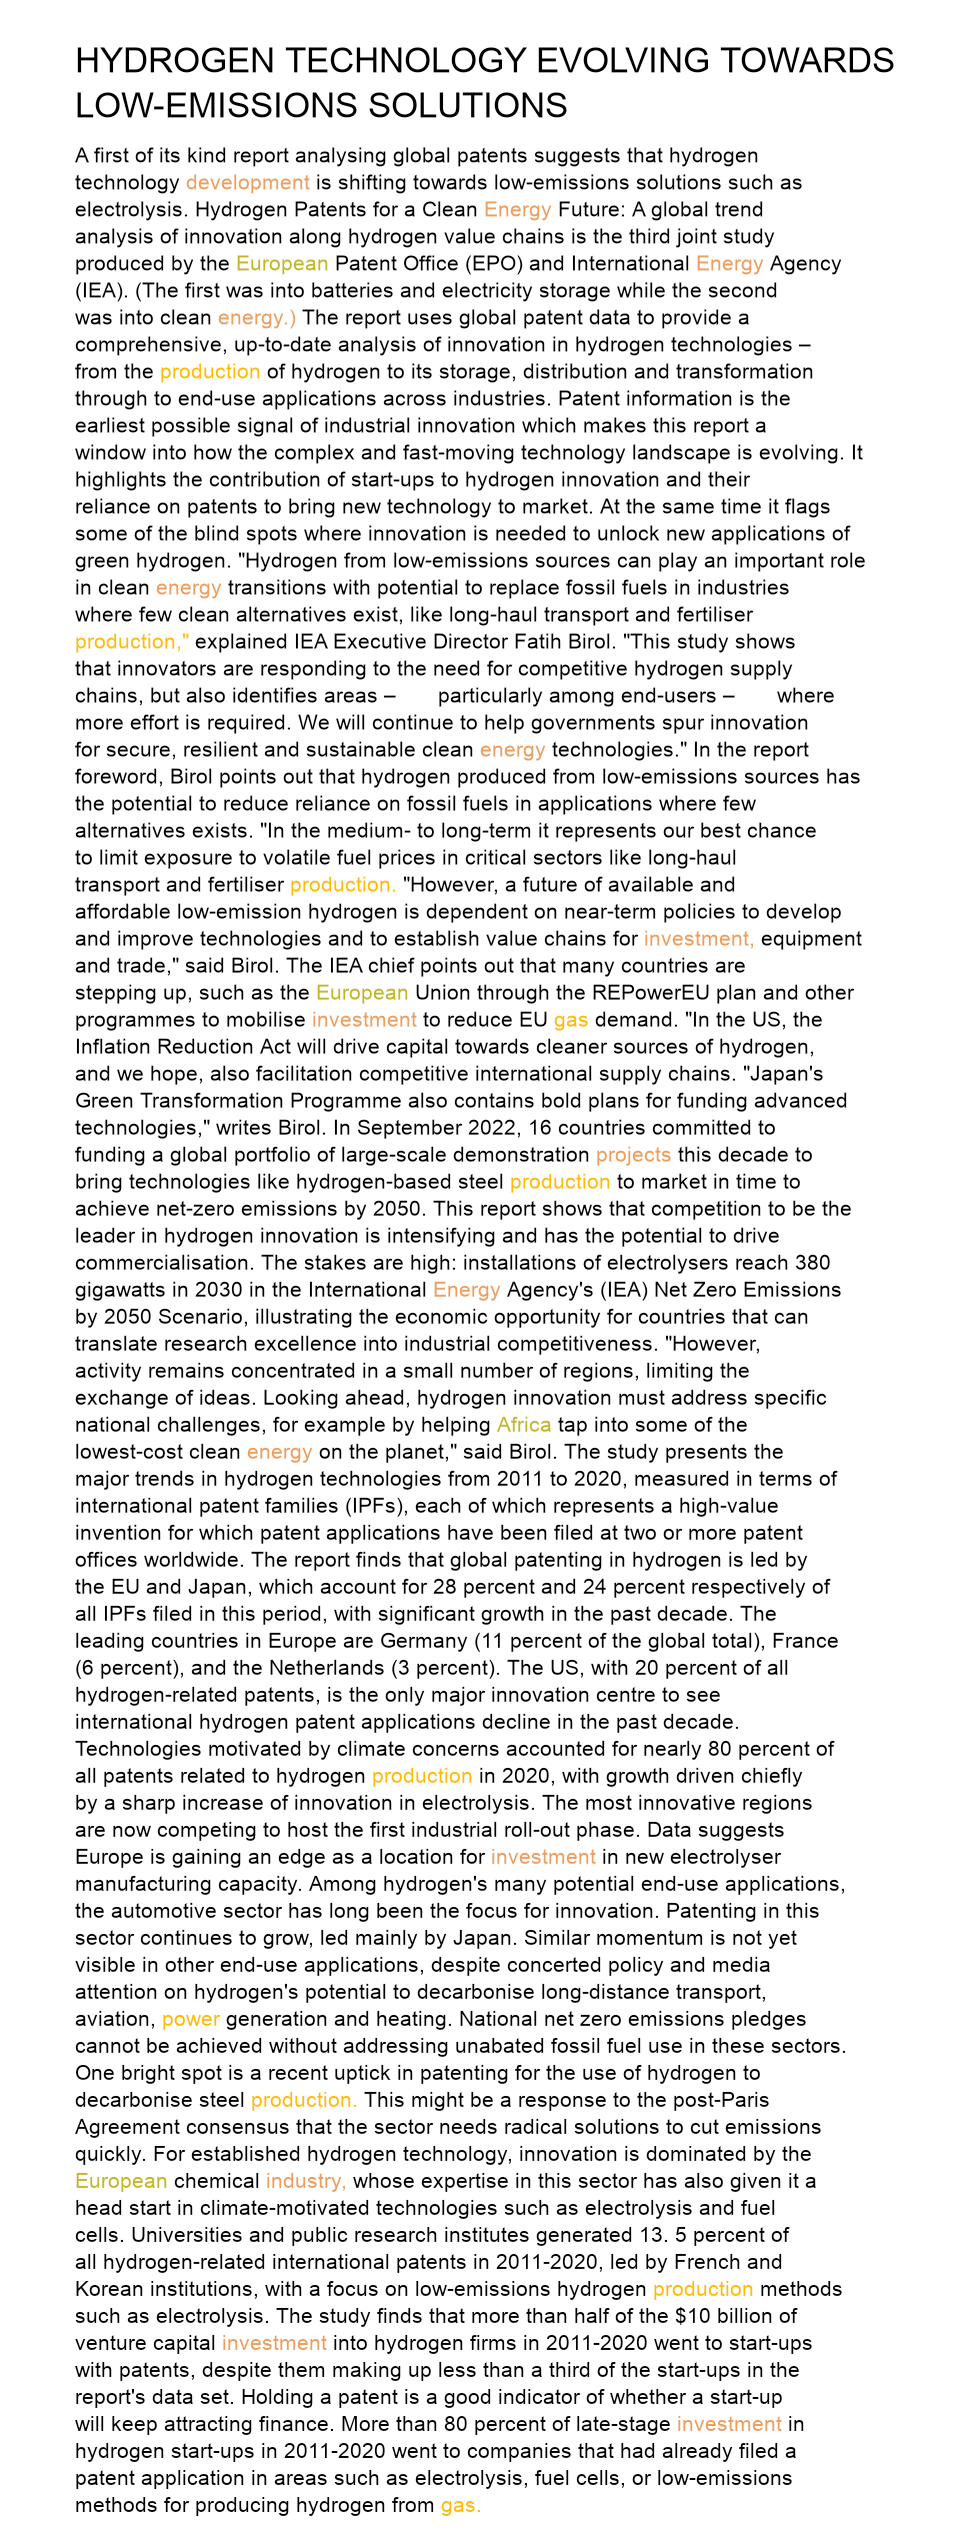 HYDROGEN TECHNOLOGY EVOLVING TOWARDS
LOW-EMISSIONS SOLUTIONS
A first of its kind report analysing global patents suggests that hydrogen
technology development is shifting towards low-emissions solutions such as
electrolysis. Hydrogen Patents for a Clean Energy Future: A global trend
analysis of innovation along hydrogen value chains is the third joint study
produced by the European Patent Office (EPO) and International Energy Agency
(IEA). (The first was into batteries and electricity storage while the second
was into clean energy.) The report uses global patent data to provide a
comprehensive, up-to-date analysis of innovation in hydrogen technologies –
from the production of hydrogen to its storage, distribution and transformation
through to end-use applications across industries. Patent information is the
earliest possible signal of industrial innovation which makes this report a
window into how the complex and fast-moving technology landscape is evolving. It
highlights the contribution of start-ups to hydrogen innovation and their
reliance on patents to bring new technology to market. At the same time it flags
some of the blind spots where innovation is needed to unlock new applications of
green hydrogen. "Hydrogen from low-emissions sources can play an important role
in clean energy transitions with potential to replace fossil fuels in industries
where few clean alternatives exist, like long-haul transport and fertiliser
production," explained IEA Executive Director Fatih Birol. "This study shows
that innovators are responding to the need for competitive hydrogen supply
chains, but also identifies areas – particularly among end-users – where
more effort is required. We will continue to help governments spur innovation
for secure, resilient and sustainable clean energy technologies." In the report
foreword, Birol points out that hydrogen produced from low-emissions sources has
the potential to reduce reliance on fossil fuels in applications where few
alternatives exists. "In the medium- to long-term it represents our best chance
to limit exposure to volatile fuel prices in critical sectors like long-haul
transport and fertiliser production. "However, a future of available and
affordable low-emission hydrogen is dependent on near-term policies to develop
and improve technologies and to establish value chains for investment, equipment
and trade," said Birol. The IEA chief points out that many countries are
stepping up, such as the European Union through the REPowerEU plan and other
programmes to mobilise investment to reduce EU gas demand. "In the US, the
Inflation Reduction Act will drive capital towards cleaner sources of hydrogen,
and we hope, also facilitation competitive international supply chains. "Japan's
Green Transformation Programme also contains bold plans for funding advanced
technologies," writes Birol. In September 2022, 16 countries committed to
funding a global portfolio of large-scale demonstration projects this decade to
bring technologies like hydrogen-based steel production to market in time to
achieve net-zero emissions by 2050. This report shows that competition to be the
leader in hydrogen innovation is intensifying and has the potential to drive
commercialisation. The stakes are high: installations of electrolysers reach 380
gigawatts in 2030 in the International Energy Agency's (IEA) Net Zero Emissions
by 2050 Scenario, illustrating the economic opportunity for countries that can
translate research excellence into industrial competitiveness. "However,
activity remains concentrated in a small number of regions, limiting the
exchange of ideas. Looking ahead, hydrogen innovation must address specific
national challenges, for example by helping Africa tap into some of the
lowest-cost clean energy on the planet," said Birol. The study presents the
major trends in hydrogen technologies from 2011 to 2020, measured in terms of
international patent families (IPFs), each of which represents a high-value
invention for which patent applications have been filed at two or more patent
offices worldwide. The report finds that global patenting in hydrogen is led by
the EU and Japan, which account for 28 percent and 24 percent respectively of
all IPFs filed in this period, with significant growth in the past decade. The
leading countries in Europe are Germany (11 percent of the global total), France
(6 percent), and the Netherlands (3 percent). The US, with 20 percent of all
hydrogen-related patents, is the only major innovation centre to see
international hydrogen patent applications decline in the past decade.
Technologies motivated by climate concerns accounted for nearly 80 percent of
all patents related to hydrogen production in 2020, with growth driven chiefly
by a sharp increase of innovation in electrolysis. The most innovative regions
are now competing to host the first industrial roll-out phase. Data suggests
Europe is gaining an edge as a location for investment in new electrolyser
manufacturing capacity. Among hydrogen's many potential end-use applications,
the automotive sector has long been the focus for innovation. Patenting in this
sector continues to grow, led mainly by Japan. Similar momentum is not yet
visible in other end-use applications, despite concerted policy and media
attention on hydrogen's potential to decarbonise long-distance transport,
aviation, power generation and heating. National net zero emissions pledges
cannot be achieved without addressing unabated fossil fuel use in these sectors.
One bright spot is a recent uptick in patenting for the use of hydrogen to
decarbonise steel production. This might be a response to the post-Paris
Agreement consensus that the sector needs radical solutions to cut emissions
quickly. For established hydrogen technology, innovation is dominated by the
European chemical industry, whose expertise in this sector has also given it a
head start in climate-motivated technologies such as electrolysis and fuel
cells. Universities and public research institutes generated 13. 5 percent of
all hydrogen-related international patents in 2011-2020, led by French and
Korean institutions, with a focus on low-emissions hydrogen production methods
such as electrolysis. The study finds that more than half of the $10 billion of
venture capital investment into hydrogen firms in 2011-2020 went to start-ups
with patents, despite them making up less than a third of the start-ups in the
report's data set. Holding a patent is a good indicator of whether a start-up
will keep attracting finance. More than 80 percent of late-stage investment in
hydrogen start-ups in 2011-2020 went to companies that had already filed a
patent application in areas such as electrolysis, fuel cells, or low-emissions
methods for producing hydrogen from gas.